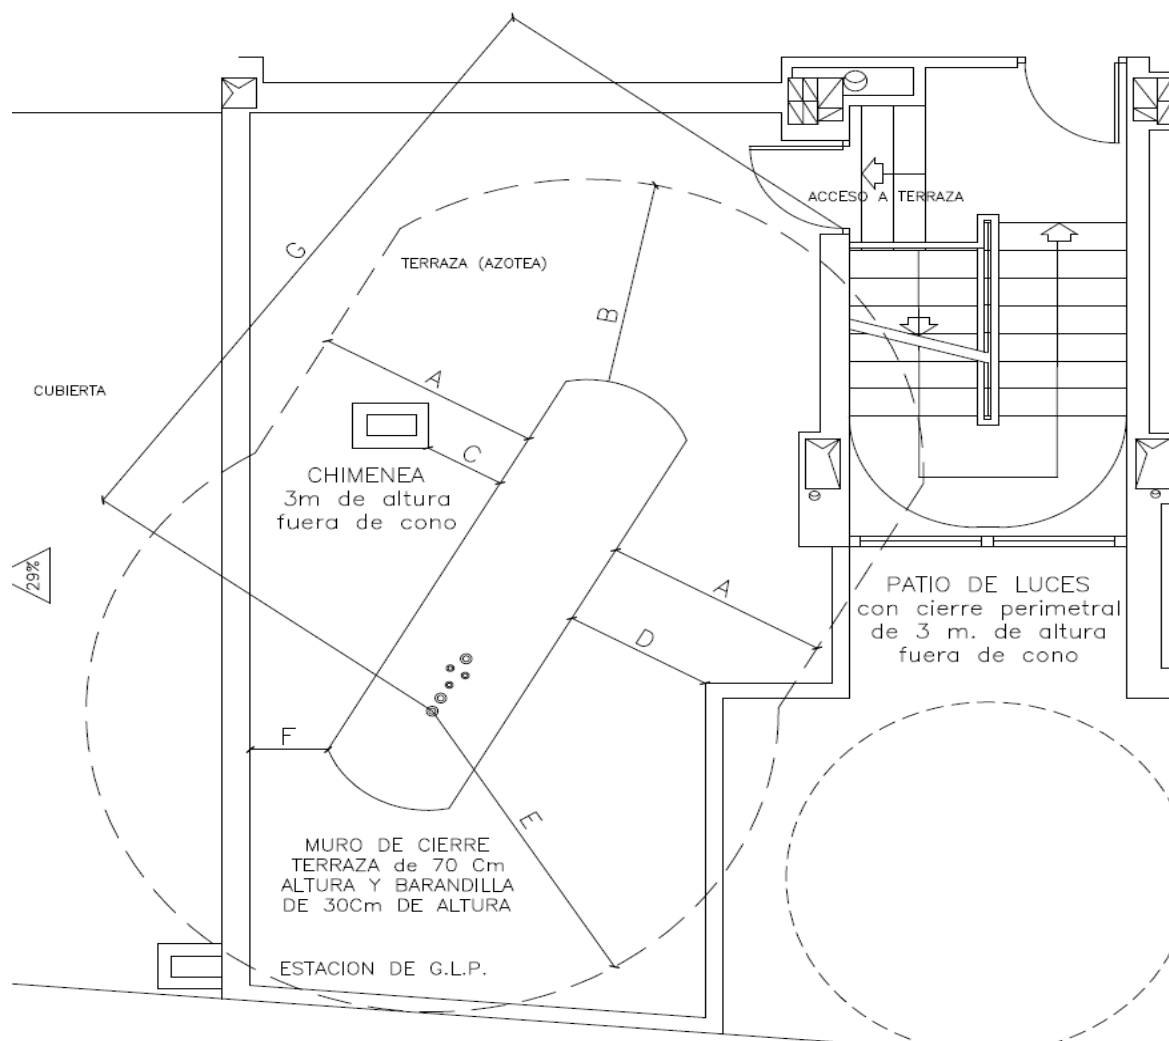 ACCESO A TERRAZA
G
TERRAZA (AZOTEA)
B
A
CUBIERTA
C
CHIMENEA
3m de altura
fuera de cono
29%
A
D
PATIO DE LUCES
con cierre perimetral
de 3 m. de altura
fuera de cono
F
E
MURO DE CIERRE
TERRAZA de 70 Cm
ALTURA Y BARANDILLA
DE 30Cm DE ALTURA
ESTACION DE G.L.P.